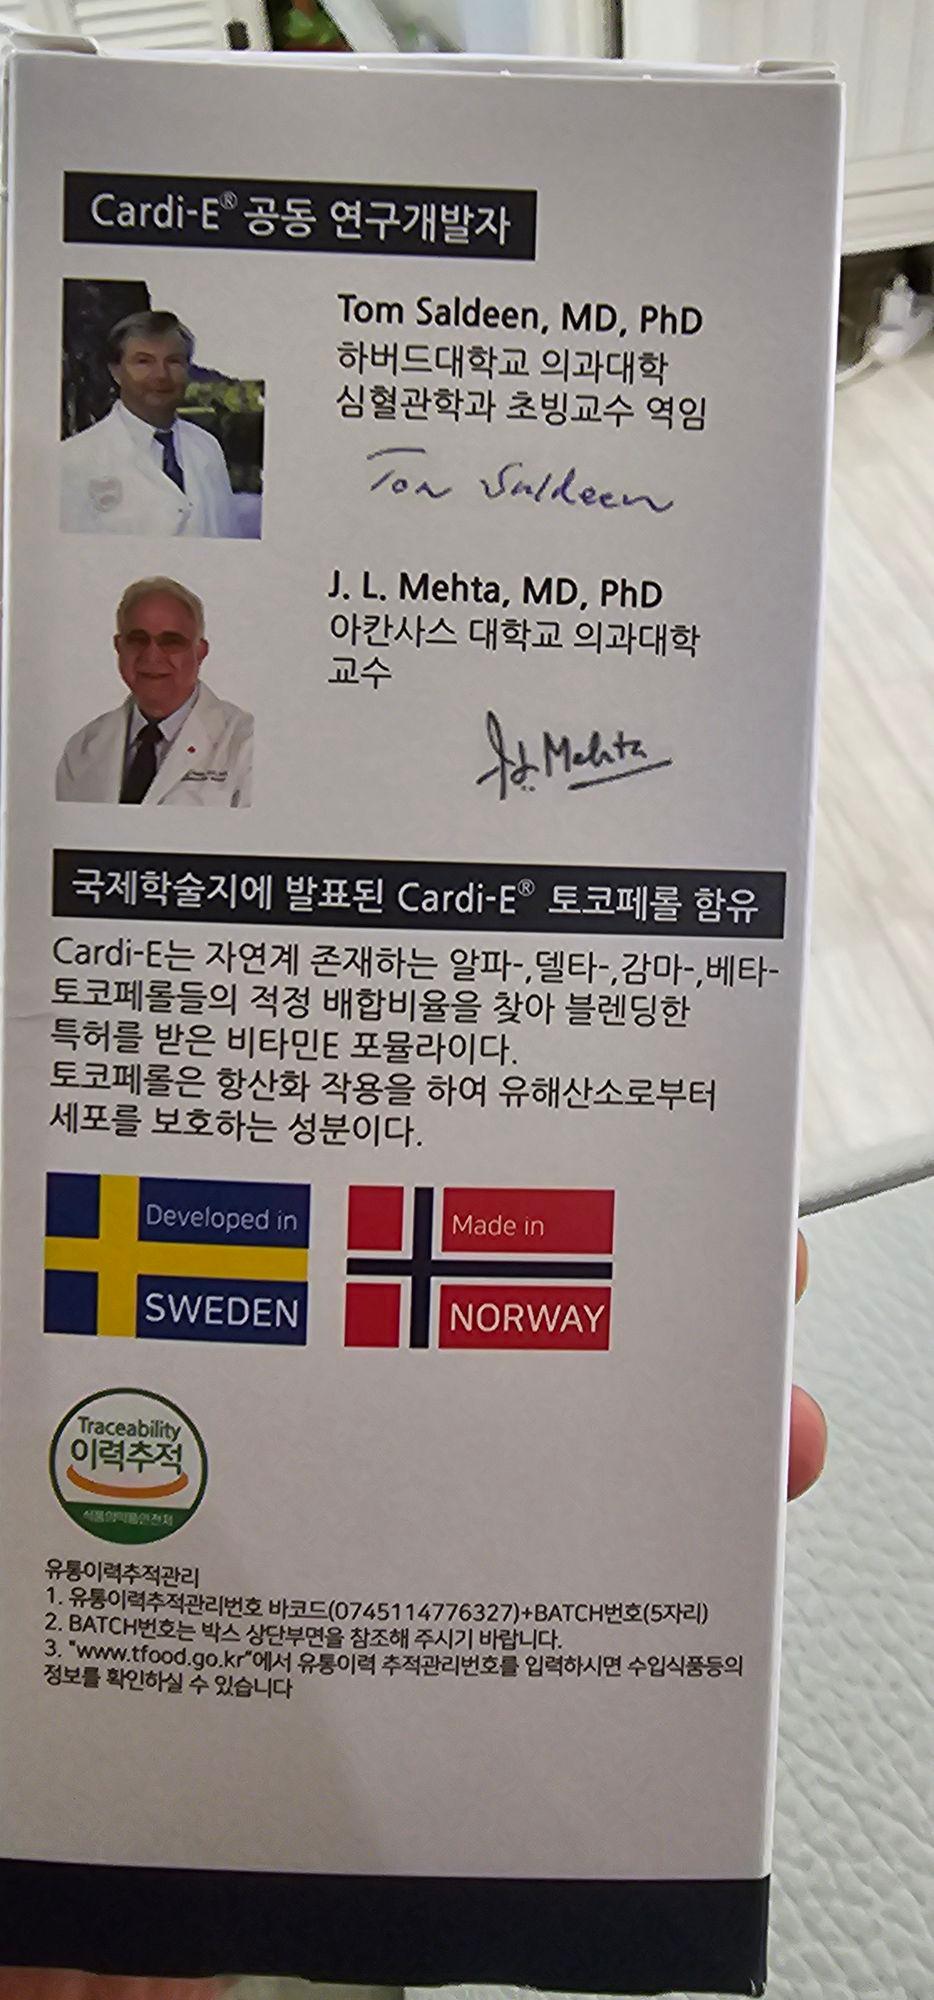 Cardi-E® 공동 연구개발자
Tom Saldeen, MD, PhD
하버드대학교 의과대학
심혈관학과 초빙교수 역임
Tom Saldeen
J. L. Mehta, MD, PhD
아칸사스 대학교 의과대학
교수
J.L. Mehta
국제학술지에 발표된 Cardi-E® 토코페롤 함유
Cardi-E는 자연계 존재하는 알파-,델타-,감마-,베타-
토코페롤들의 적정 배합비율을 찾아 블렌딩한
특허를 받은 비타민E 포뮬라이다.
토코페롤은 항산화 작용을 하여 유해산소로부터
세포를 보호하는 성분이다.
Developed in
SWEDEN
Made in
NORWAY
Traceability
이력추적
식품의약품안전처
유통이력추적관리
1. 유통이력추적관리번호 바코드(0745114776327)+BATCH번호(5자리)
2. BATCH번호는 박스 상단부면을 참조해 주시기 바랍니다.
3. "www.tfood.go.kr"에서 유통이력 추적관리번호를 입력하시면 수입식품등의
정보를 확인하실 수 있습니다